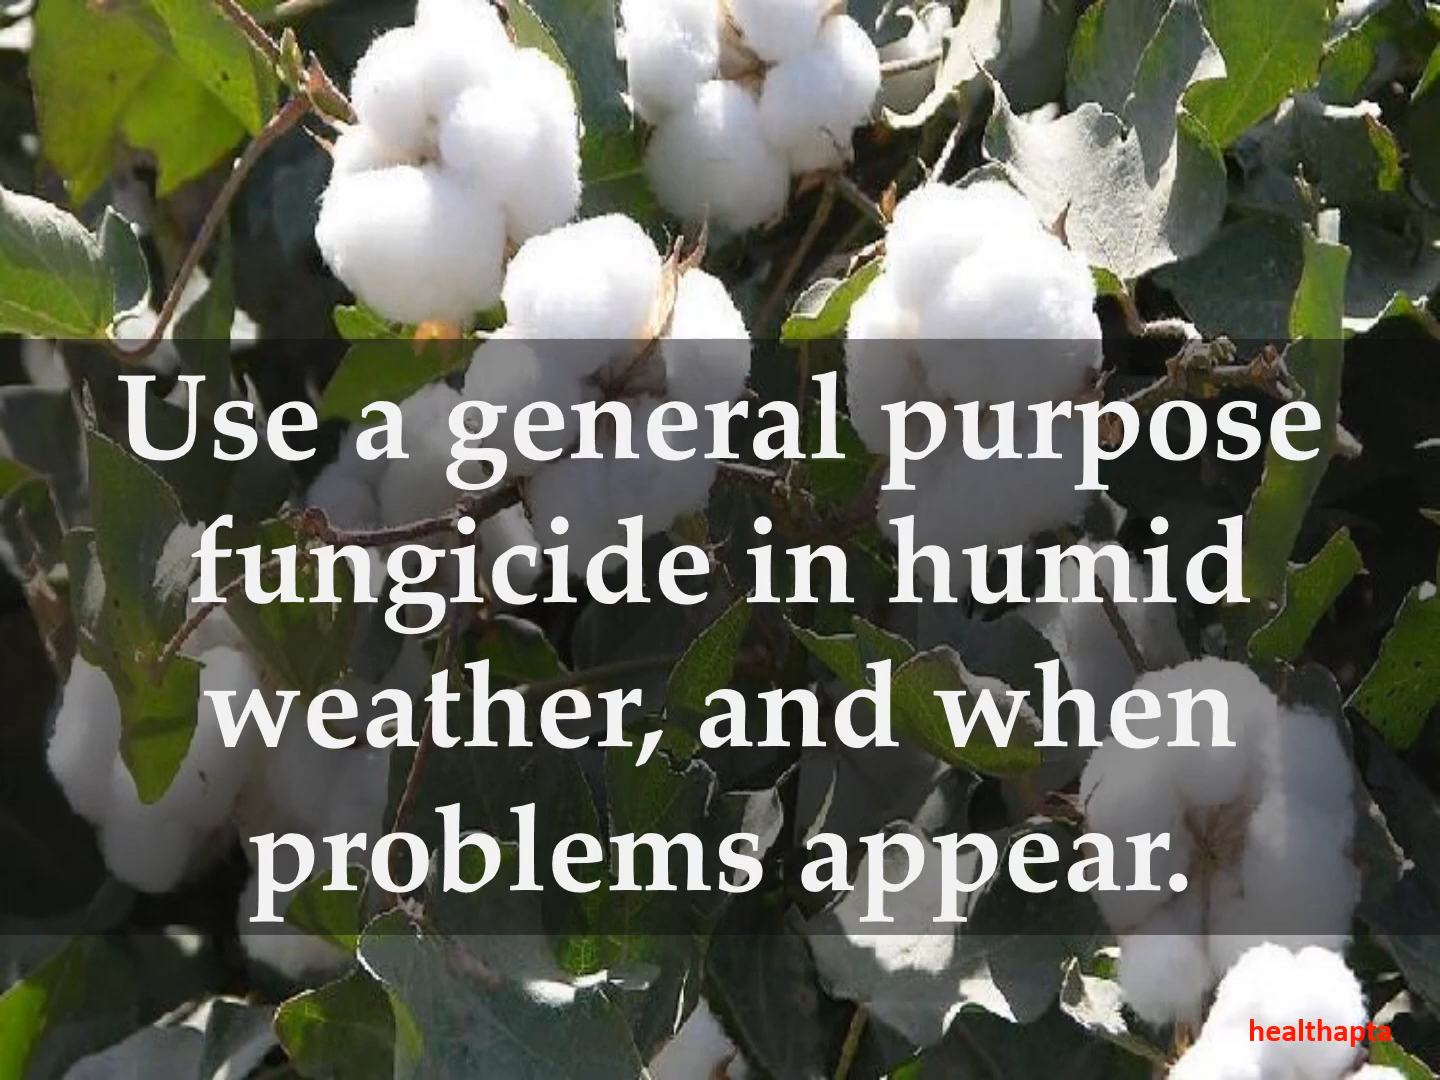 Use a general purpose
fungicide in humid
weather, and when
problems appear.
healthapta